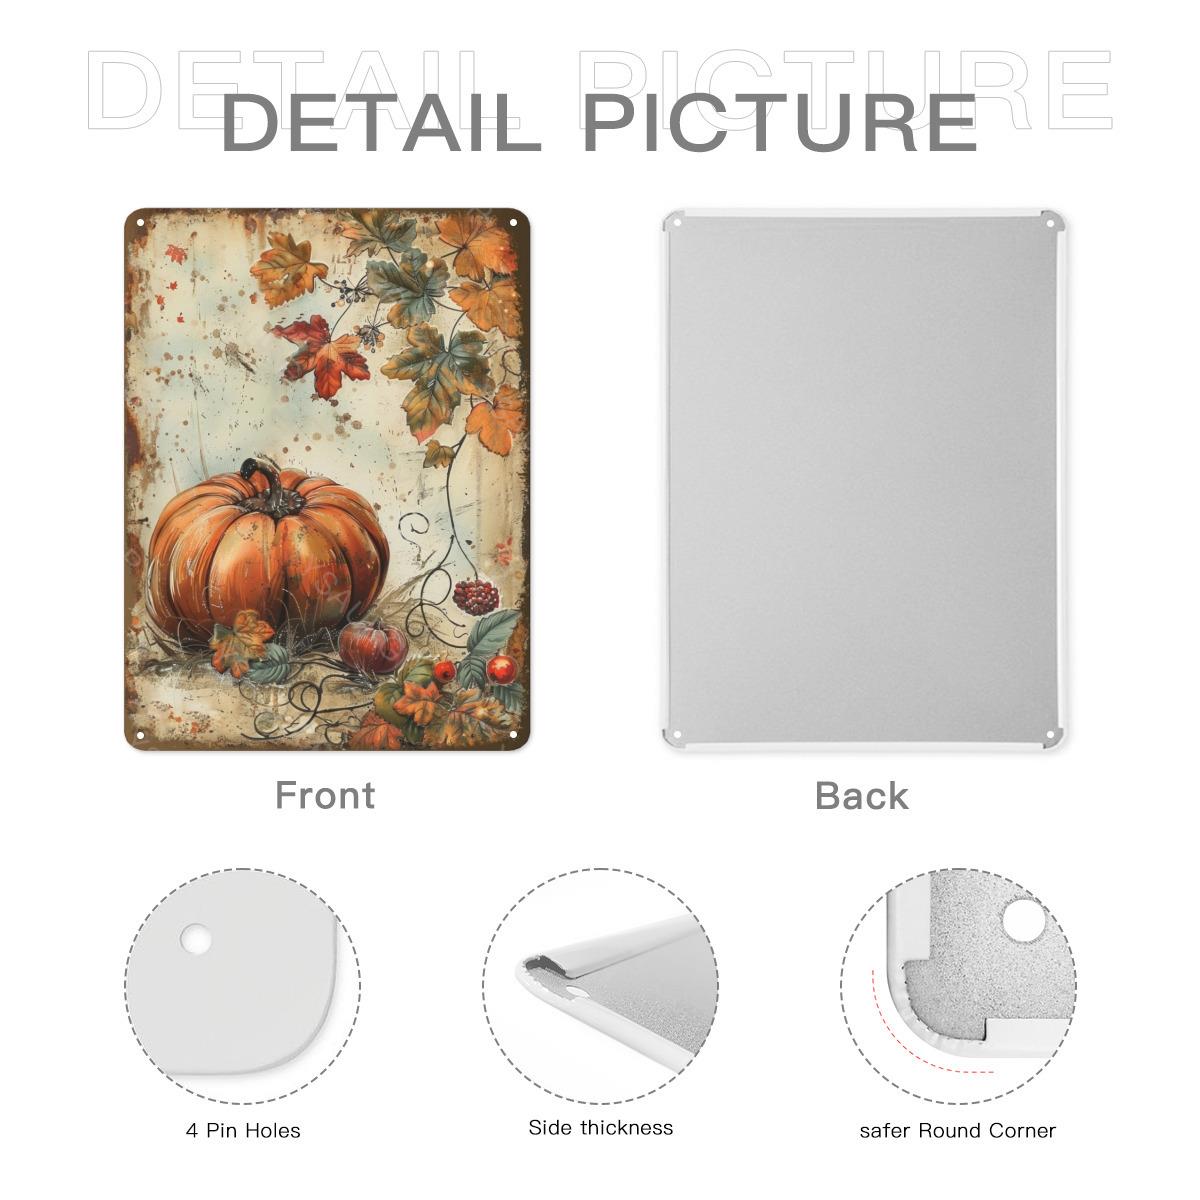 DETAIL PICTURE
DETAIL PICTURE
Front
Back
4 Pin Holes
Side thickness
safer Round Corner